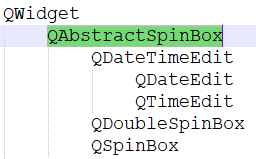 QWidget
QAbstractSpinBox
QDateTimeEdit
QDateEdit
QTimeEdit
QDoubleSpinBox
QSpinBox